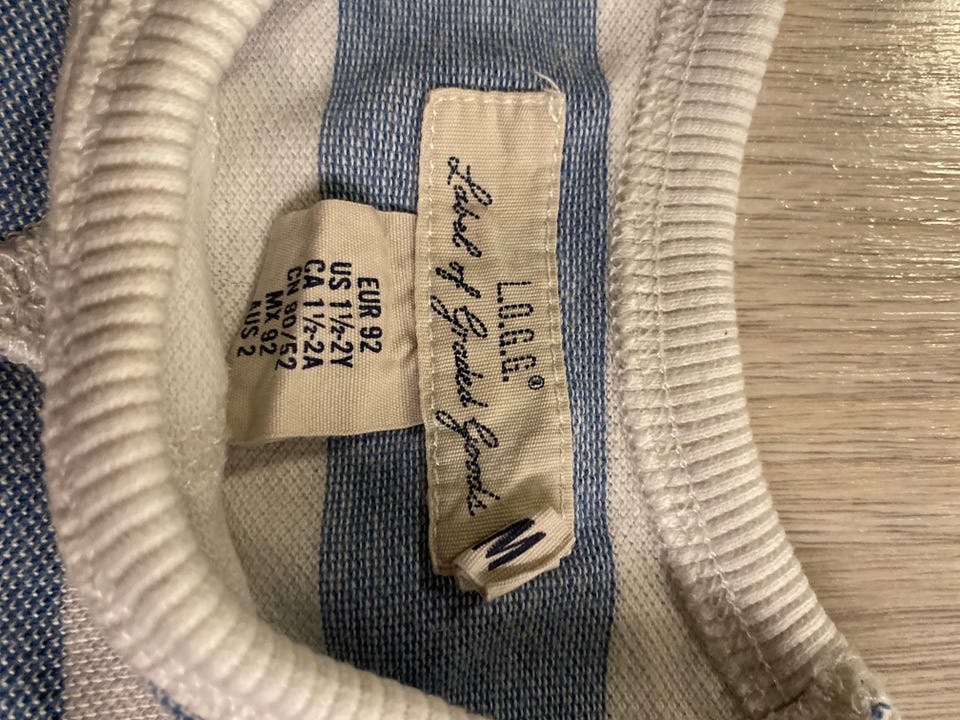 L.O.G.G.®
Label of Graded Goods
EUR 92
US 1½-2Y
CA 1½-2A
CN 90/52
MX 92
AUS 2